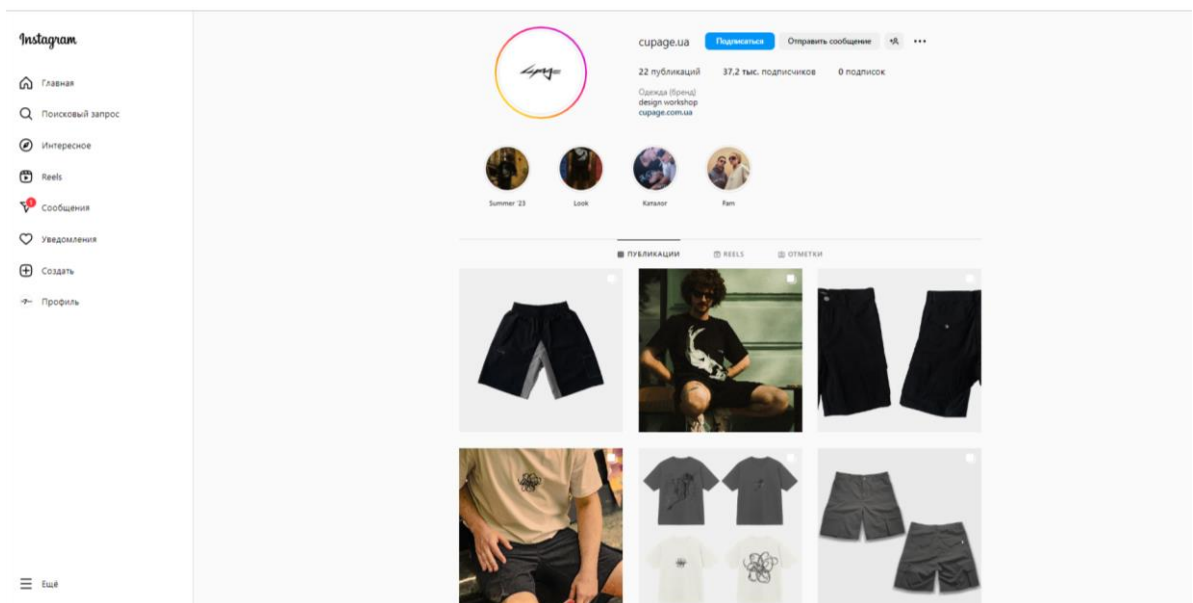 Instagram
Главная
Поисковый запрос
Интересное
Reels
1
Сообщения
Уведомления
Создать
Профиль
Ещё
cupage.ua Подписаться Отправить сообщение
22 публикаций 37,2 тыс. подписчиков 0 подписок
Одежда (бренд)
design workshop
cupage.com.ua
Summer '23 Look Каталог Fam
ПУБЛИКАЦИИ REELS ОТМЕТКИ